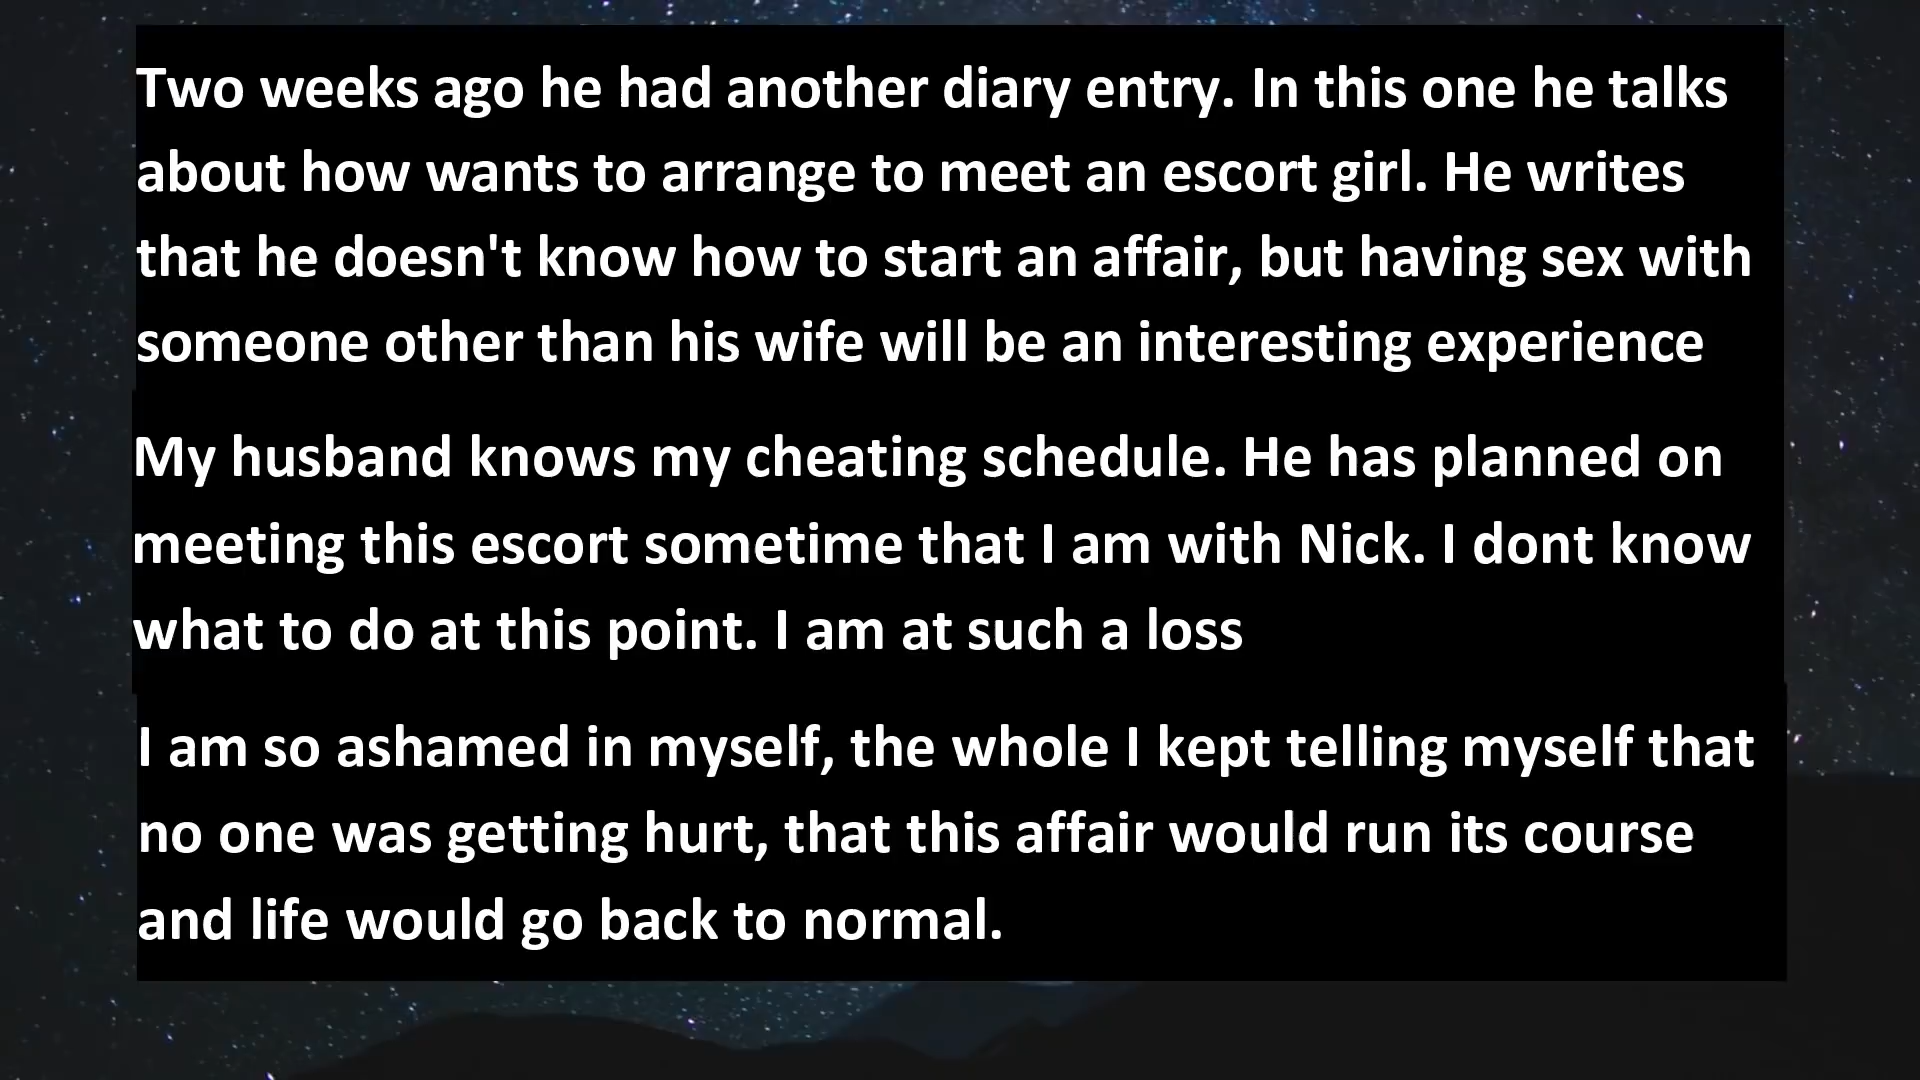 Two weeks ago he had another diary entry. In this one he talks
about how wants to arrange to meet an escort girl. He writes
that he doesn't know how to start an affair, but having sex with
someone other than his wife will be an interesting experience
My husband knows my cheating schedule. He has planned on
meeting this escort sometime that I am with Nick. I dont know
what to do at this point. I am at such a loss
I am so ashamed in myself, the whole I kept telling myself that
no one was getting hurt, that this affair would run its course
and life would go back to normal.